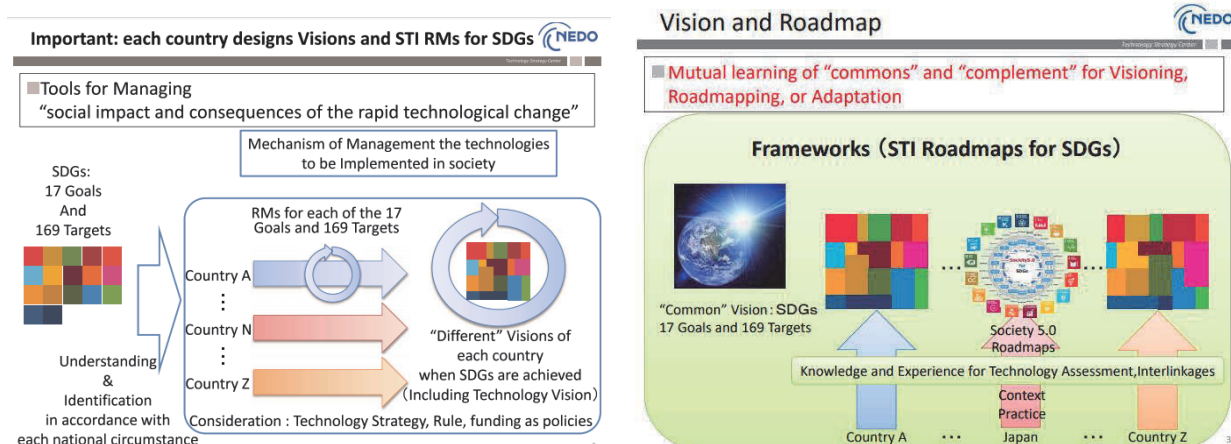 Important: each country designs Visions and STI RMs for SDGs
NEDO
Technology Strategy Center
Tools for Managing
“social impact and consequences of the rapid technological change”
Mechanism of Management the technologies
to be Implemented in society
SDGs:
17 Goals
And
169 Targets
RMs for each of the 17
Goals and 169 Targets
Country A
⋮
Country N
⋮
Country Z
“Different” Visions of
each country
when SDGs are achieved
(Including Technology Vision)
Understanding
&
Identification
in accordance with
each national circumstance
Consideration : Technology Strategy, Rule, funding as policies
Vision and Roadmap
NEDO
Technology Strategy Center
Mutual learning of “commons” and “complement” for Visioning,
Roadmapping, or Adaptation
Frameworks (STI Roadmaps for SDGs)
“Common” Vision : SDGs
17 Goals and 169 Targets
...
Society5.0
SDGs
...
Society 5.0
Roadmaps
Knowledge and Experience for Technology Assessment,Interlinkages
Context
Practice
Country A ... Japan ... Country Z